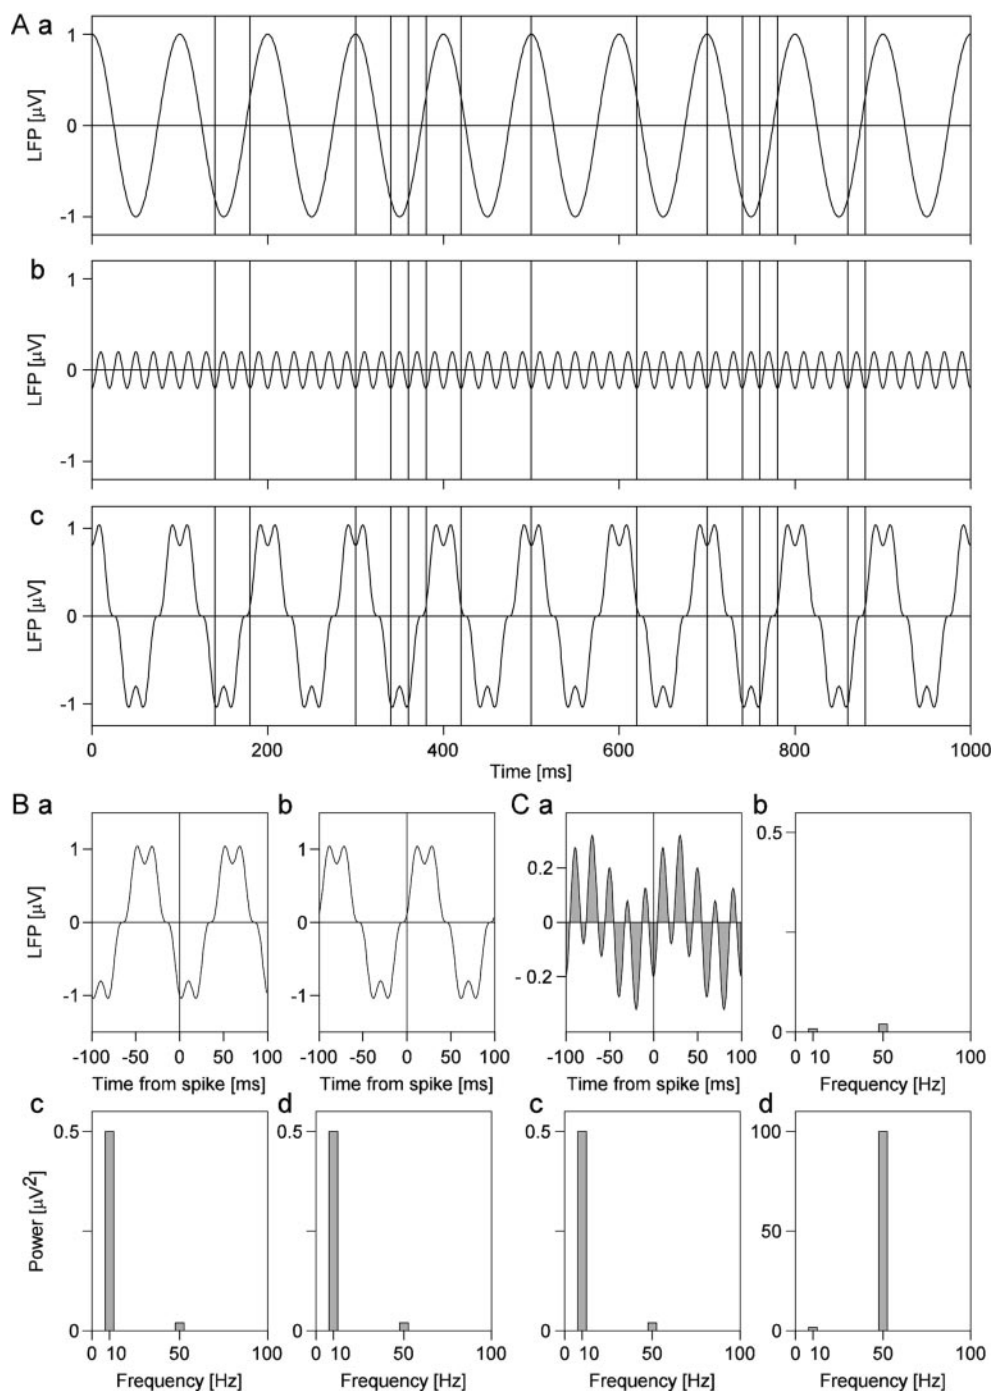 A a
LFP [μV]
1
0
-1
b
LFP [μV]
1
0
-1
c
LFP [μV]
1
0
-1
0 200 400 600 800 1000
Time [ms]
B a
LFP [μV]
1
0
-1
-100 -50 0 50 100
Time from spike [ms]
b
1
0
-1
-100 -50 0 50 100
Time from spike [ms]
C a
0.2
0
- 0.2
-100 -50 0 50 100
Time from spike [ms]
b
0.5
0
0 10 50 100
Frequency [Hz]
c
Power [μV2]
0.5
0
0 10 50 100
Frequency [Hz]
d
0.5
0
0 10 50 100
Frequency [Hz]
c
0.5
0
0 10 50 100
Frequency [Hz]
d
100
50
0
0 10 50 100
Frequency [Hz]